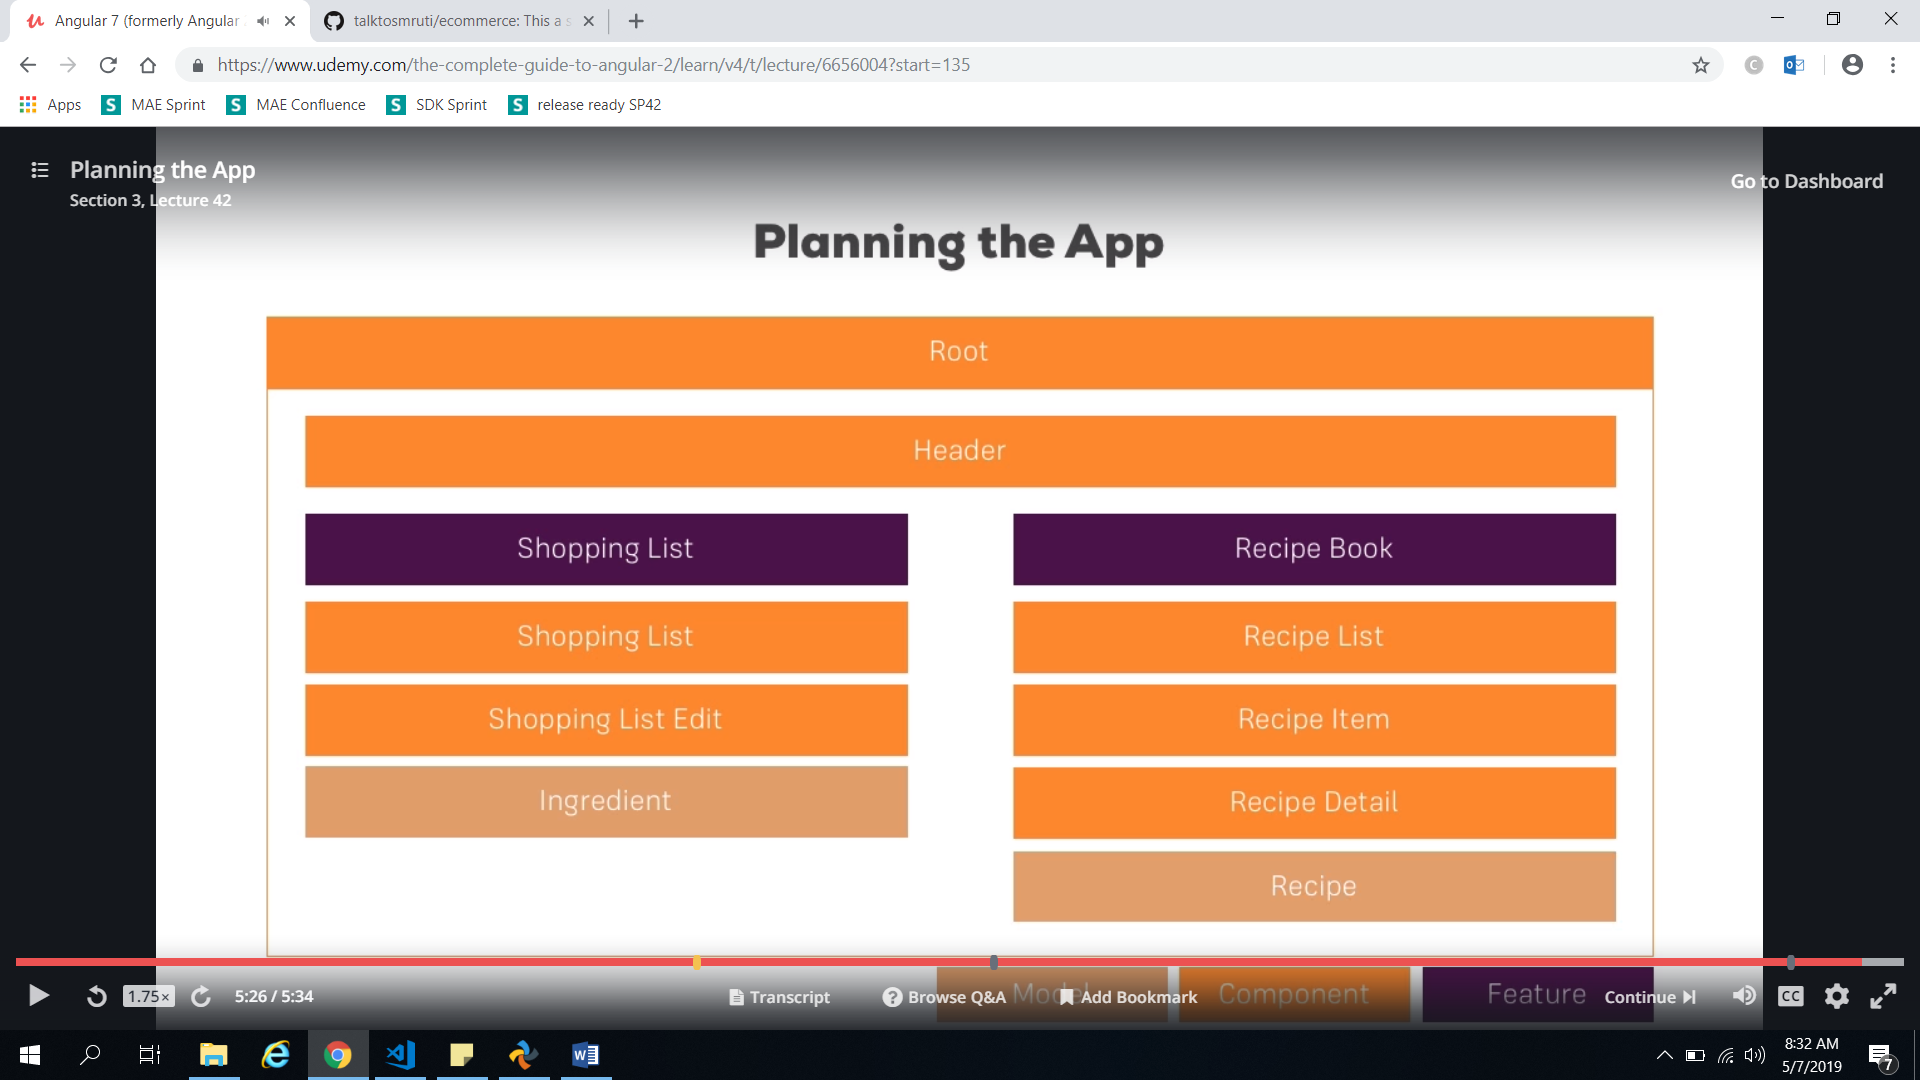 Angular 7 (formerly Angular
talktosmruti/ecommerce: This a s
https://www.udemy.com/the-complete-guide-to-angular-2/learn/v4/t/lecture/6656004?start=135
Apps
MAE Sprint
MAE Confluence
SDK Sprint
release ready SP42
Planning the App
Section 3, Lecture 42
Go to Dashboard
Planning the App
Root
Header
Shopping List
Recipe Book
Shopping List
Recipe List
Shopping List Edit
Recipe Item
Ingredient
Recipe Detail
Recipe
Model
Component
Feature
1.75×
5:26 / 5:34
Transcript
Browse Q&A
Add Bookmark
Continue
CC
8:32 AM
5/7/2019
7